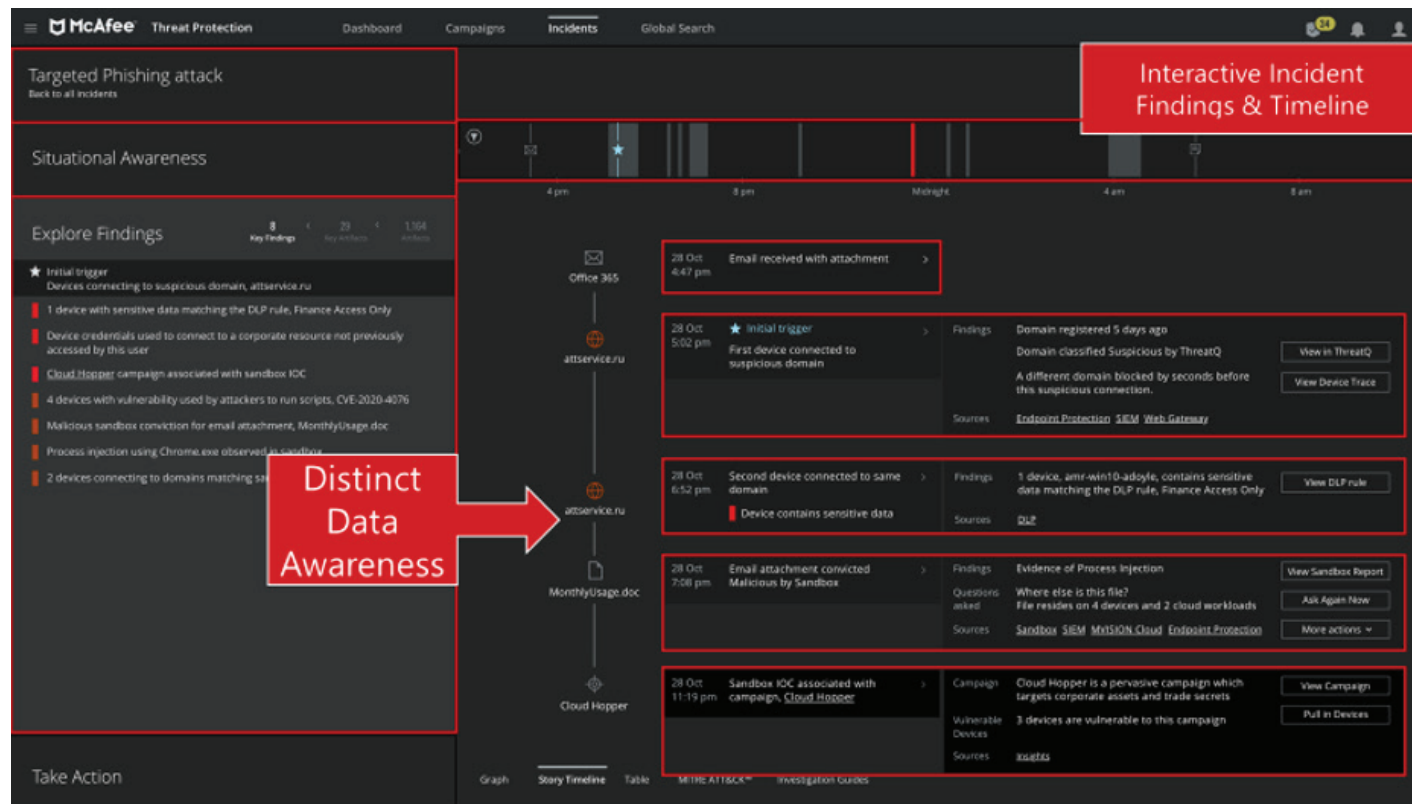 McAfee Threat Protection
Dashboard
Campaigns
Incidents
Global Search
24
Targeted Phishing attack
Back to all incidents
Interactive Incident
Findings & Timeline
Situational Awareness
4 pm
8 pm
Midnight
4 am
8 am
Explore Findings
8
Key Findings
23
Key Artifacts
1,164
Artifacts
Initial trigger
Devices connecting to suspicious domain, attservice.ru
1 device with sensitive data matching the DLP rule, Finance Access Only
Device credentials used to connect to a corporate resource not previously
accessed by this user
Cloud Hopper campaign associated with sandbox IOC
4 devices with vulnerability used by attackers to run scripts, CVE-2020-4076
Malicious sandbox conviction for email attachment, MonthlyUsage.doc
Process injection using Chrome.exe observed in sandbox
2 devices connecting to domains matching
Distinct
Data
Awareness
Take Action
Office 365
28 Oct
4:47 pm
Email received with attachment
attservice.ru
28 Oct
5:02 pm
Initial trigger
First device connected to
suspicious domain
Findings
Domain registered 5 days ago
Domain classified Suspicious by ThreatQ
A different domain blocked by seconds before
this suspicious connection.
View in ThreatQ
View Device Trace
Sources
Endpoint Protection SIEM Web Gateway
attservice.ru
28 Oct
6:52 pm
Second device connected to same
domain
Device contains sensitive data
Findings
1 device, amr-win10-adoyle, contains sensitive
data matching the DLP rule, Finance Access Only
View DLP rule
Sources
DLP
MonthlyUsage.doc
28 Oct
7:08 pm
Email attachment convicted
Malicious by Sandbox
Findings
Evidence of Process Injection
Questions
asked
Where else is this file?
File resides on 4 devices and 2 cloud workloads
Sources
Sandbox SIEM MVISION Cloud Endpoint Protection
View Sandbox Report
Ask Again Now
More actions
Cloud Hopper
28 Oct
11:19 pm
Sandbox IOC associated with
campaign, Cloud Hopper
Campaign
Cloud Hopper is a pervasive campaign which
targets corporate assets and trade secrets
Vulnerable
Devices
3 devices are vulnerable to this campaign
Sources
Insights
View Campaign
Pull in Devices
Graph
Story Timeline
Table
MITRE ATT&CK™
Investigation Guides